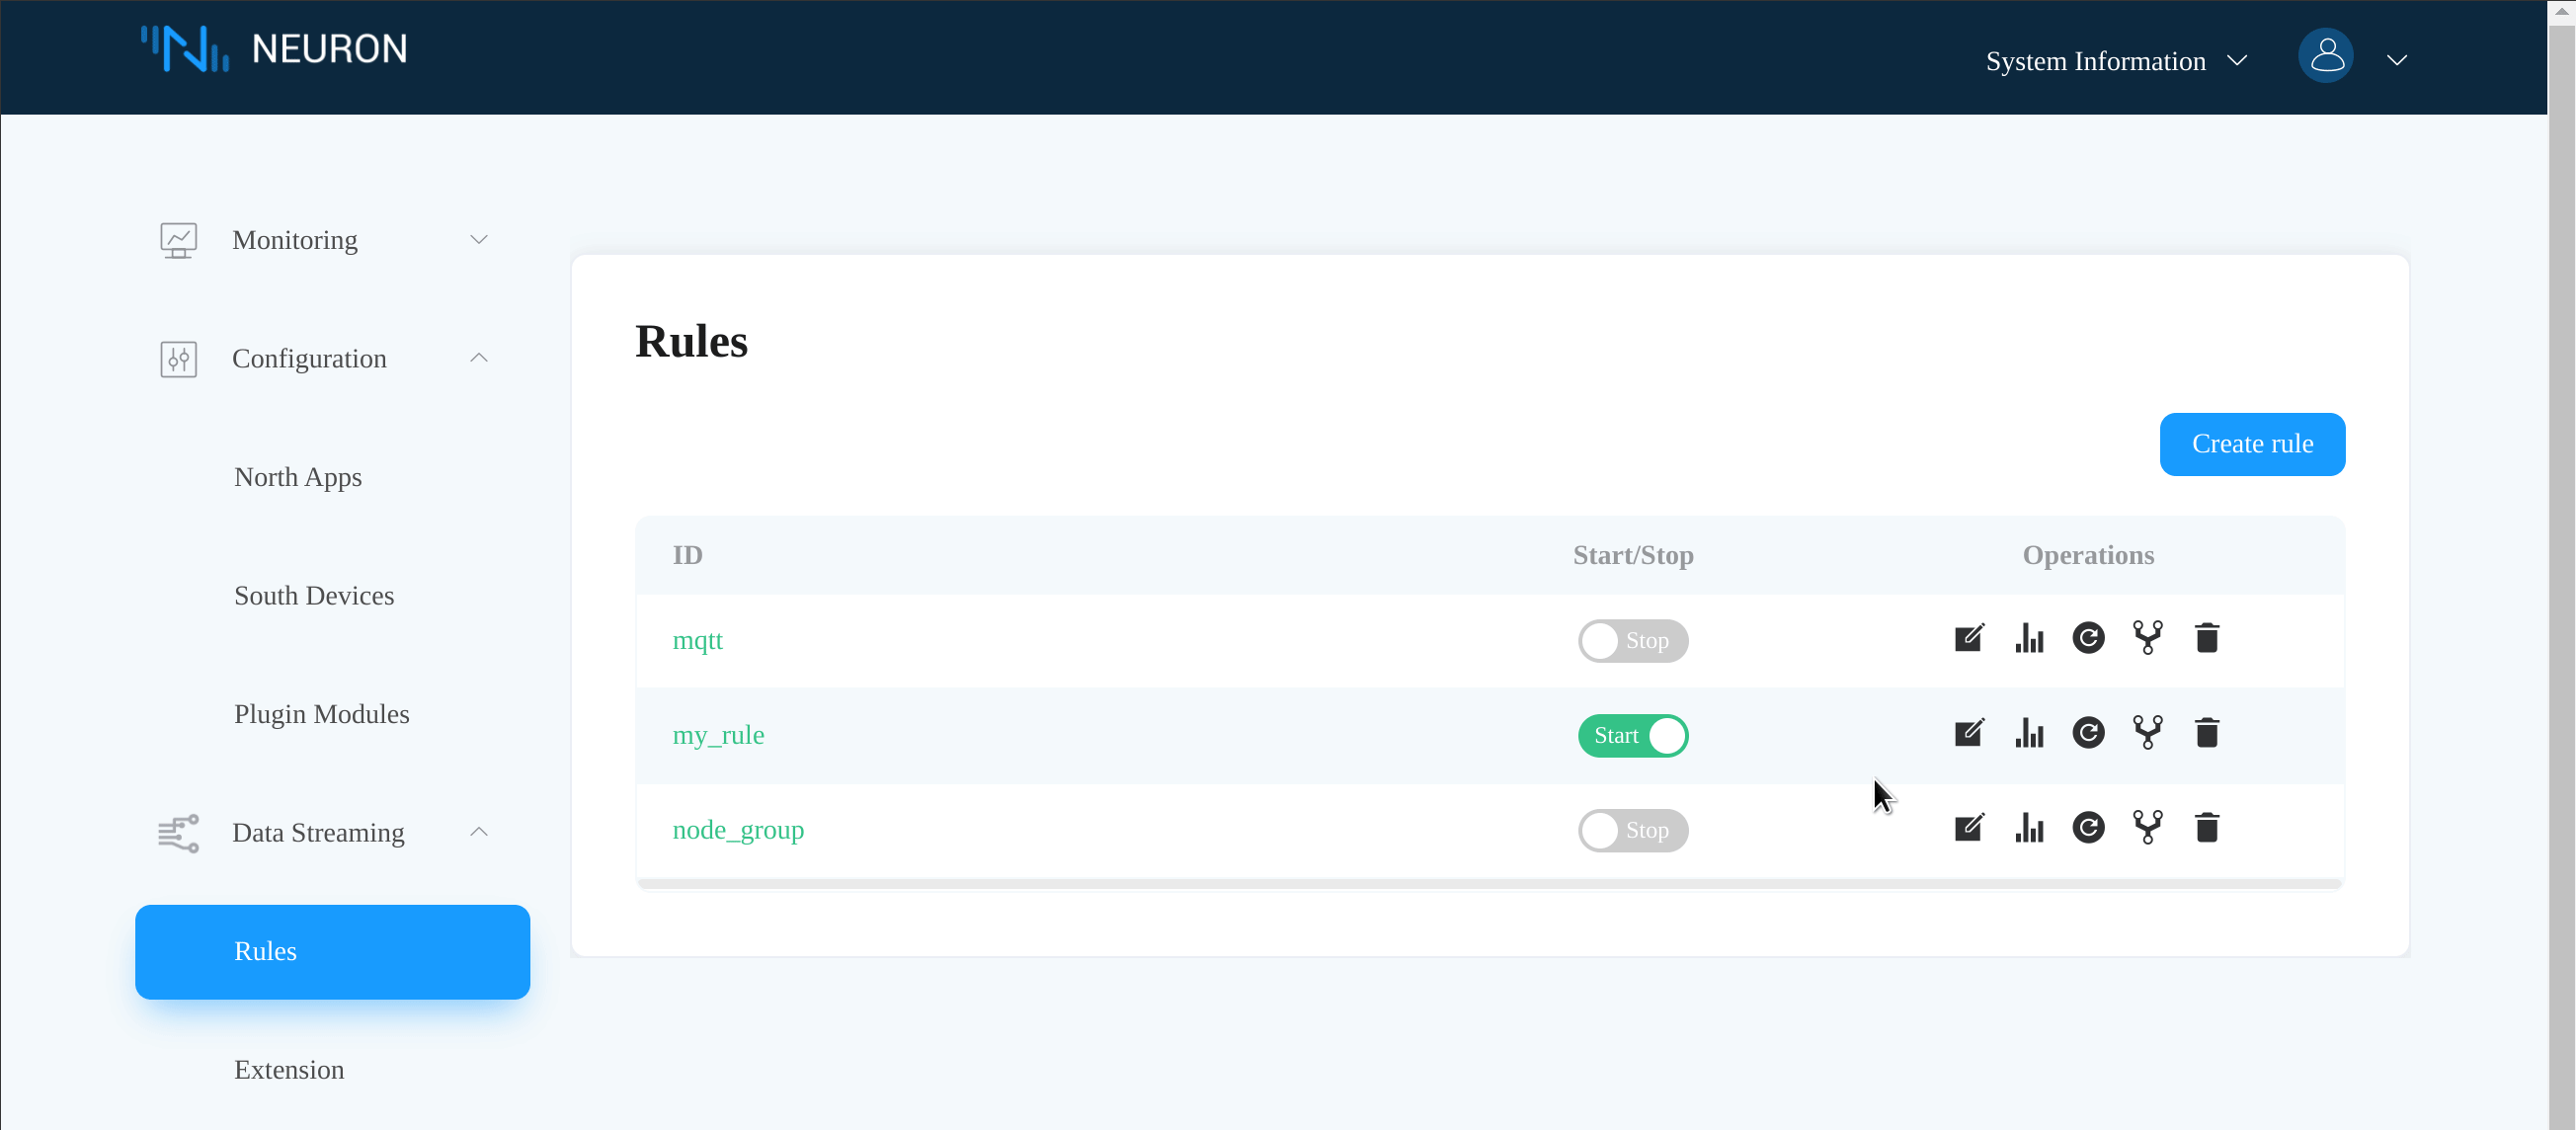 NEURON
System Information
Monitoring
Configuration
North Apps
South Devices
Plugin Modules
Data Streaming
Rules
Extension
Rules
Create rule
ID Start/Stop Operations
mqtt Stop
my_rule Start
node_group Stop